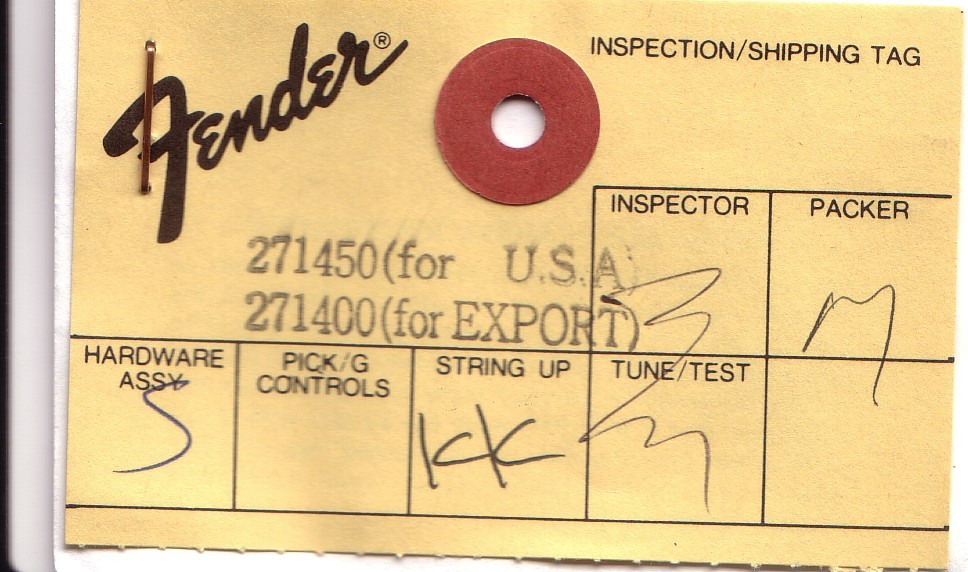 Fender®
INSPECTION/SHIPPING TAG
INSPECTOR
PACKER
271450(for U.S.A)
271400(for EXPORT)
HARDWARE
ASSY
PICK/G
CONTROLS
STRING UP
TUNE/TEST
S
KK
M